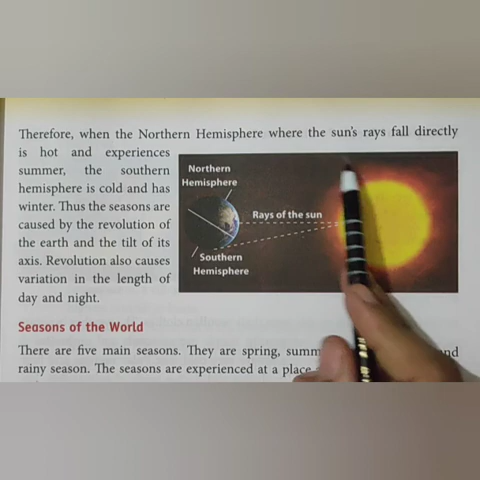 Therefore, when the Northern Hemisphere where the sun's rays fall directly
is hot and experiences
summer, the southern
hemisphere is cold and has
winter. Thus the seasons are
caused by the revolution of
the earth and the tilt of its
axis. Revolution also causes
variation in the length of
day and night.
Northern
Hemisphere
Rays of the sun
Southern
Hemisphere
Seasons of the World
There are five main seasons. They are spring, summ
rainy season. The seasons are experienced at a place